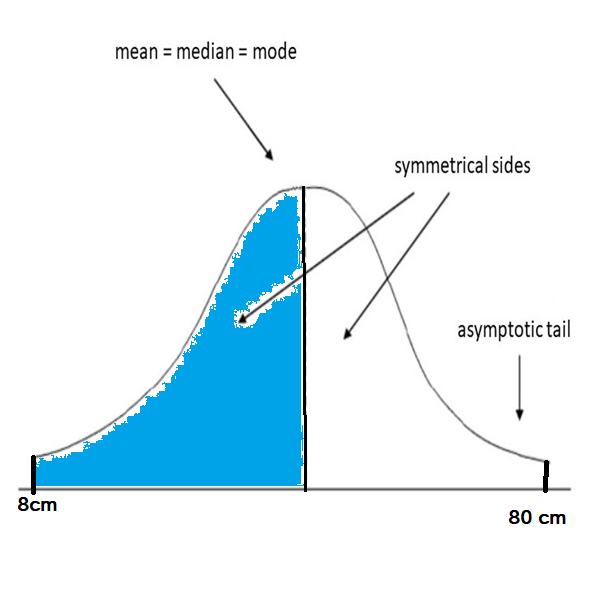 mean = median = mode
symmetrical sides
asymptotic tail
8cm
80 cm